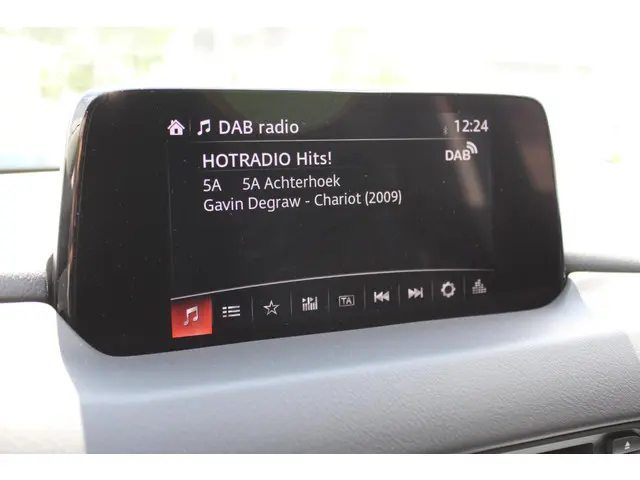 DAB radio 12:24
HOTRADIO Hits! DAB
5A 5A Achterhoek
Gavin Degraw - Chariot (2009)
TA